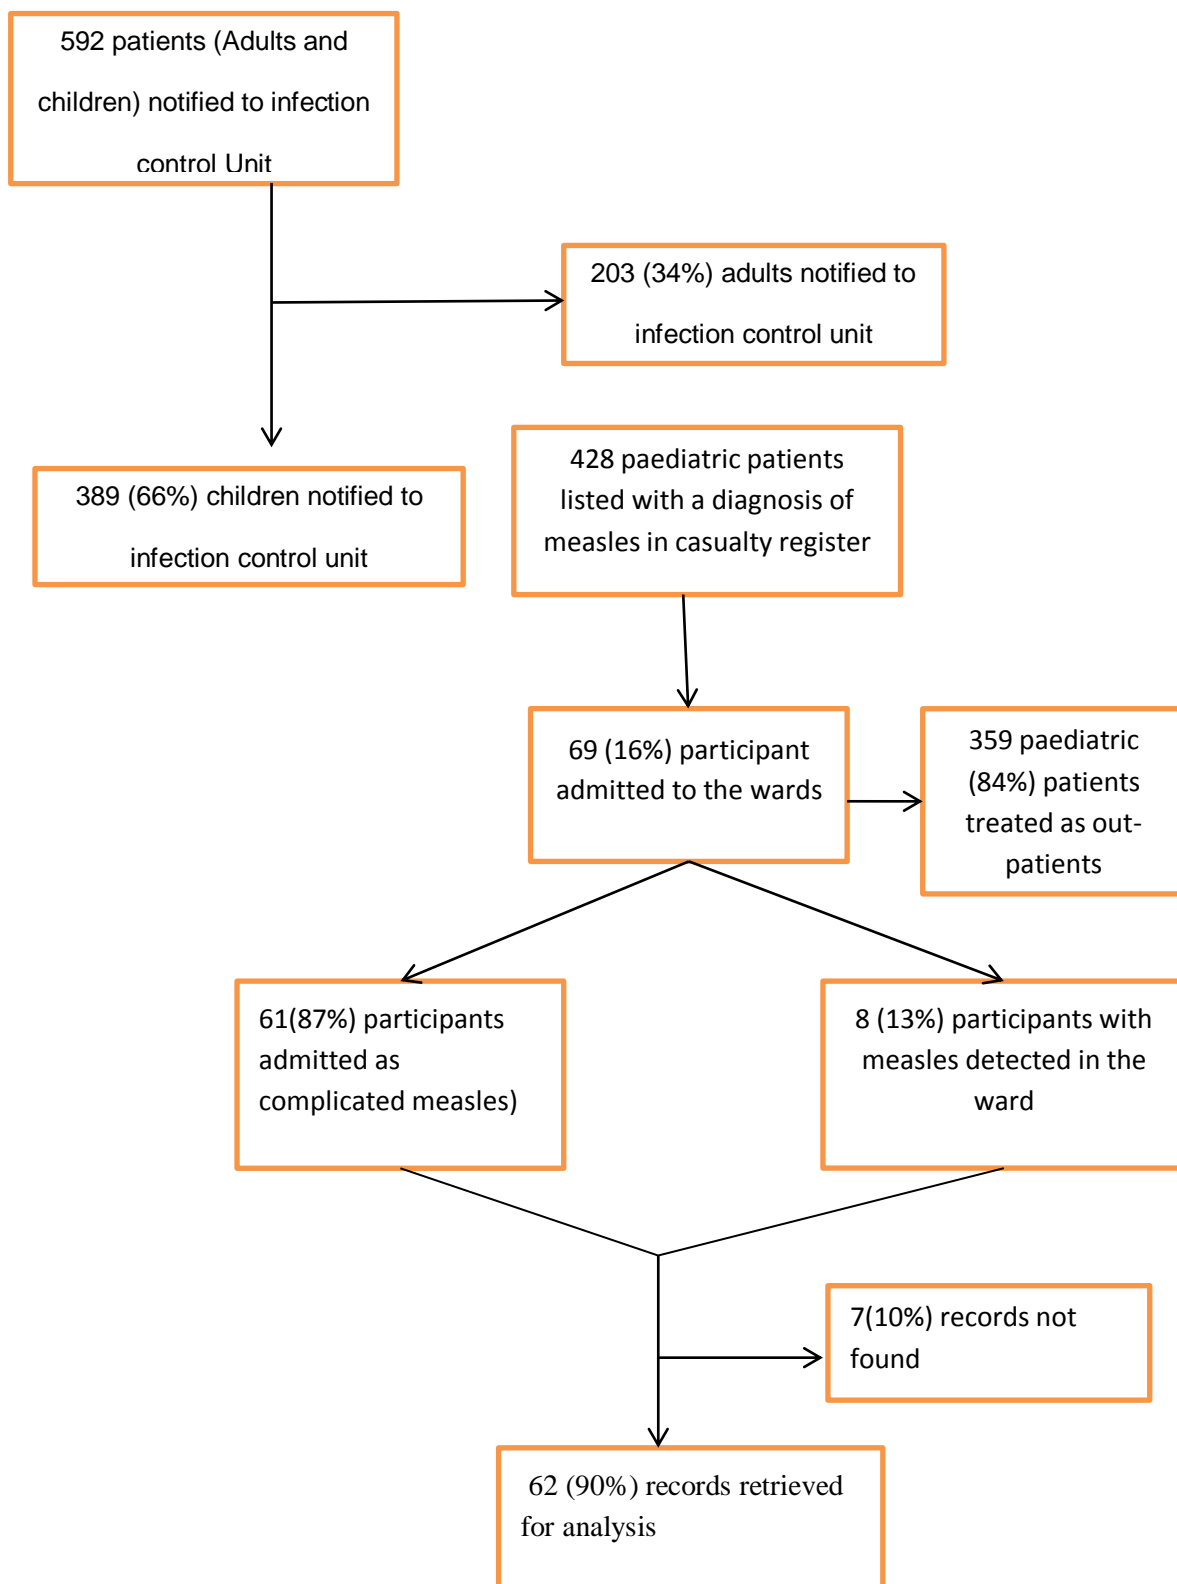 592 patients (Adults and
children) notified to infection
control Unit
203 (34%) adults notified to
infection control unit
389 (66%) children notified to
infection control unit
428 paediatric patients
listed with a diagnosis of
measles in casualty register
69 (16%) participant
admitted to the wards
359 paediatric
(84%) patients
treated as out-
patients
61(87%) participants
admitted as
complicated measles)
8 (13%) participants with
measles detected in the
ward
7(10%) records not
found
62 (90%) records retrieved
for analysis